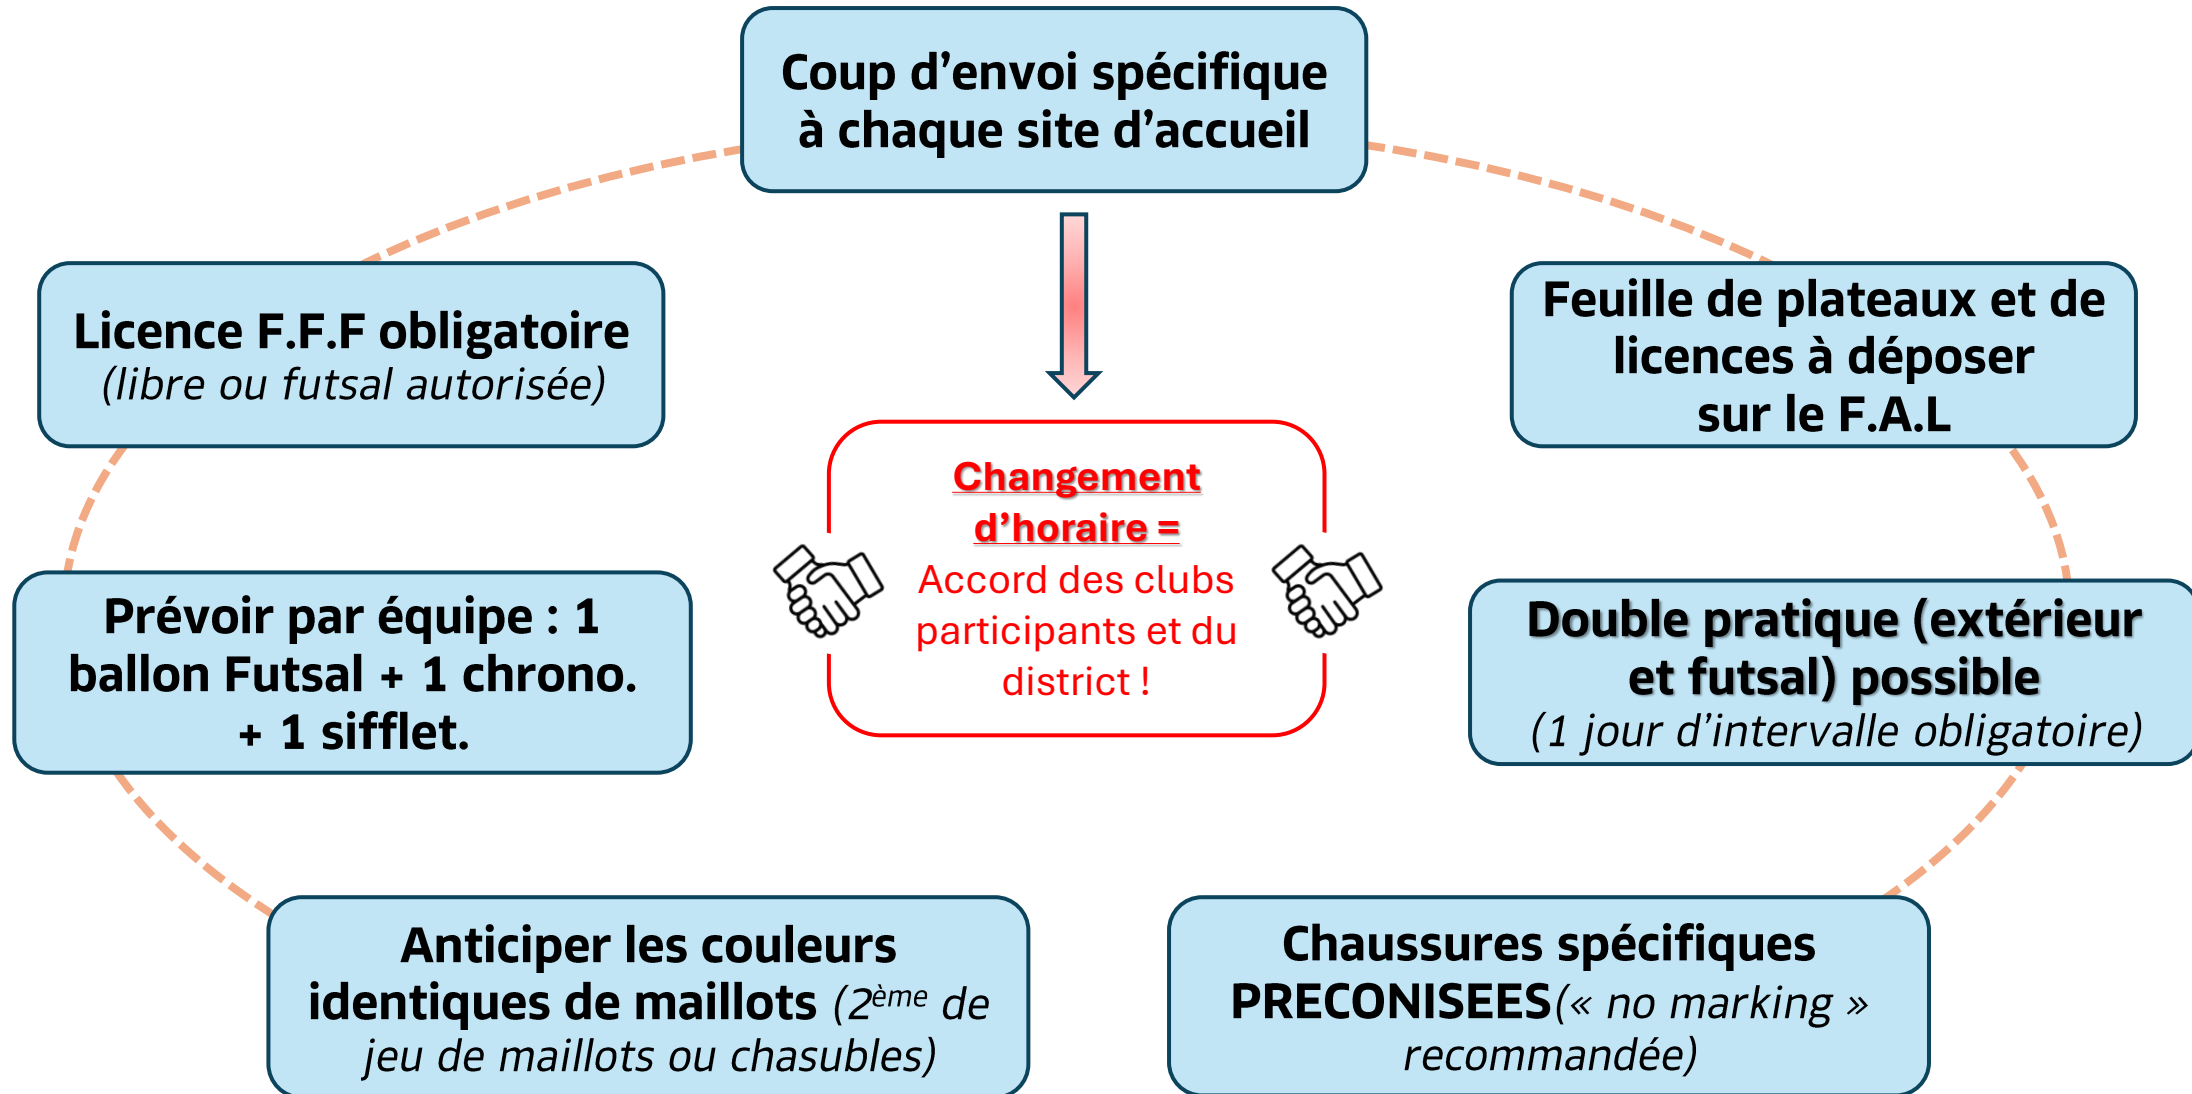 Coup d’envoi spécifique
à chaque site d’accueil
Licence F.F.F obligatoire
(libre ou futsal autorisée)
Feuille de plateaux et de
licences à déposer
sur le F.A.L
Changement
d’horaire =
Accord des clubs
participants et du
district !
Prévoir par équipe : 1
ballon Futsal + 1 chrono.
+ 1 sifflet.
Double pratique (extérieur
et futsal) possible
(1 jour d’intervalle obligatoire)
Anticiper les couleurs
identiques de maillots (2ème de
jeu de maillots ou chasubles)
Chaussures spécifiques
PRECONISEES(« no marking »
recommandée)